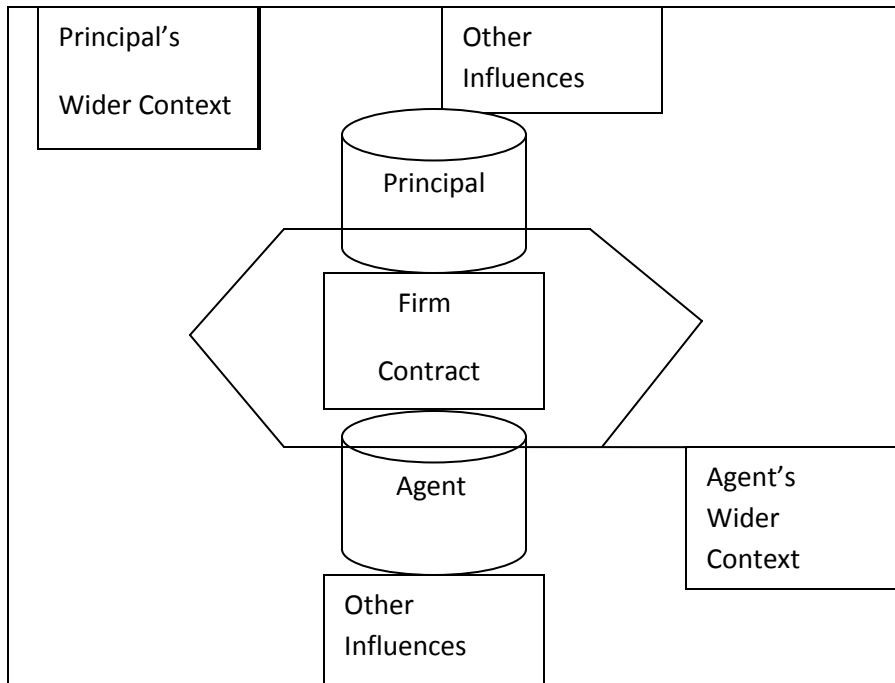 Principal’s
Wider Context
Other
Influences
Principal
Firm
Contract
Agent
Agent’s
Wider
Context
Other
Influences